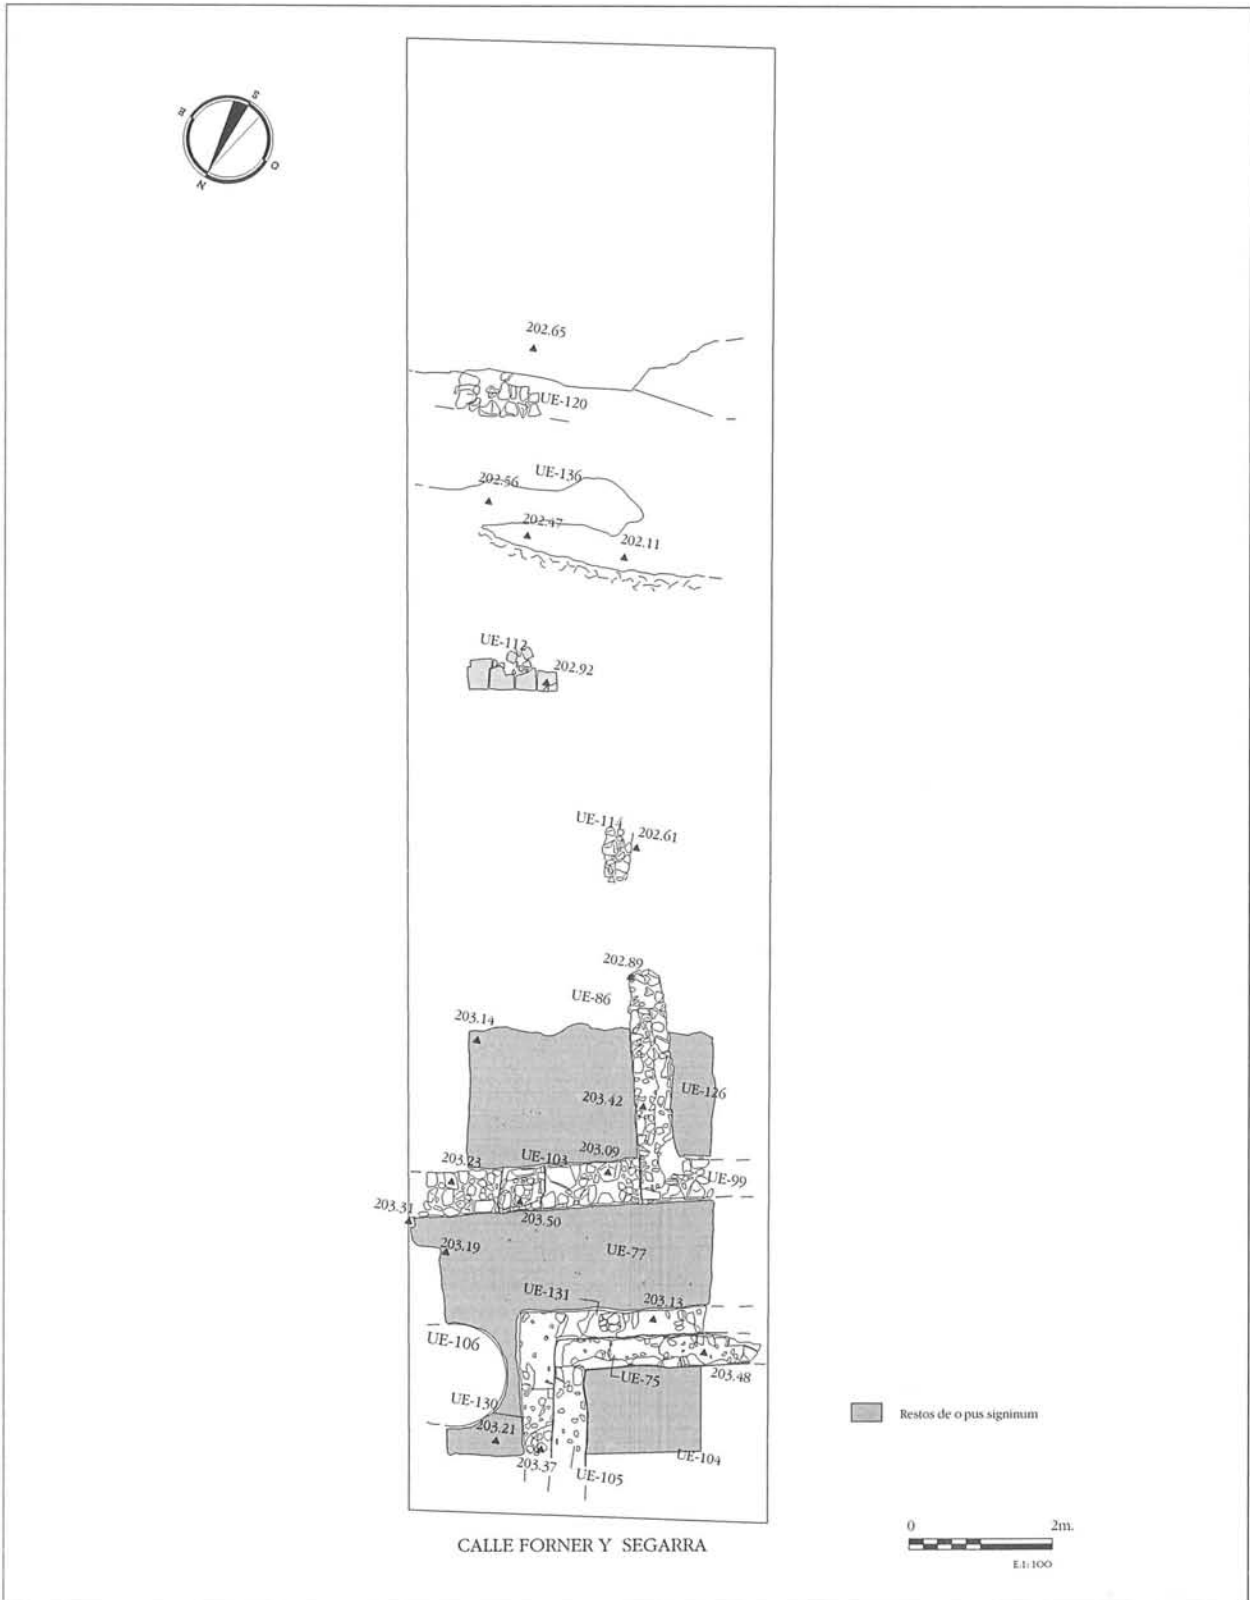 S
E
O
N
202.65
UE-120
UE-136
202.56
202.47
202.11
UE-112
202.92
UE-114
202.61
202.89
UE-86
203.14
203.42
UE-126
203.09
UE-103
203.23
UE-99
203.31
203.50
203.19
UE-77
UE-131
203.13
UE-106
UE-75
203.48
UE-130
203.21
203.37
UE-105
UE-104
Restos de opus signinum
CALLE FORNER Y SEGARRA
0 2m.
E.1:100